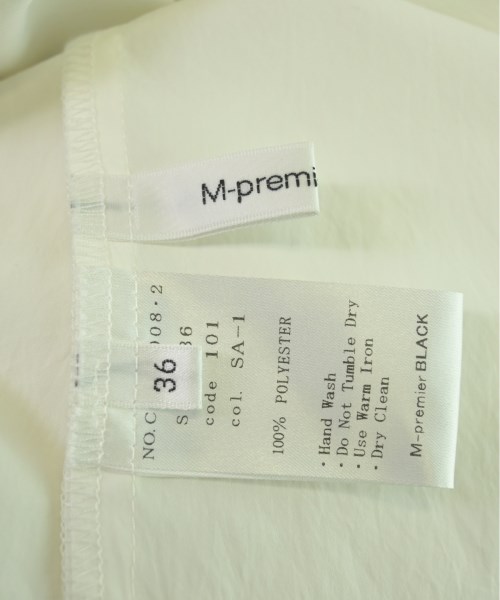 M-premi
36
NO.C 008・2
S 36
code 101
col. SA-1
100% POLYESTER
・Hand Wash
・Do Not Tumble Dry
・Use Warm Iron
・Dry Clean
M-premier BLACK